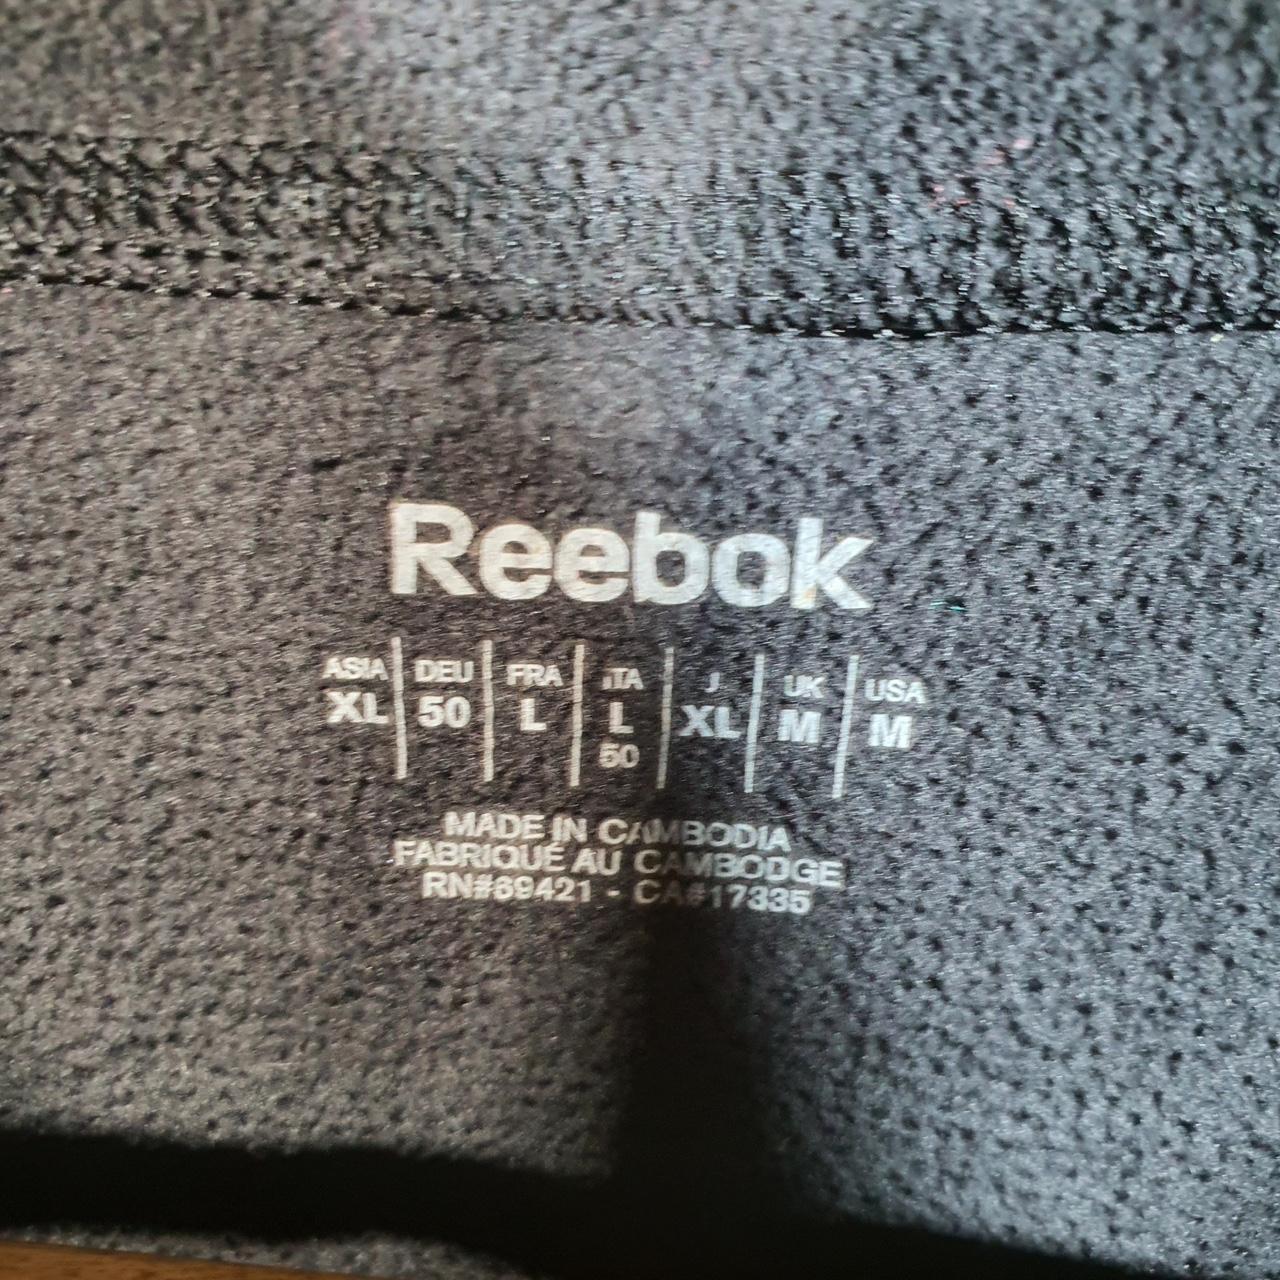 Reebok
ASIA DEU FRA ITA J UK USA
XL 50 L L XL M M
50
MADE IN CAMBODIA
FABRIQUÉ AU CAMBODGE
RN#69421 - CA#17335